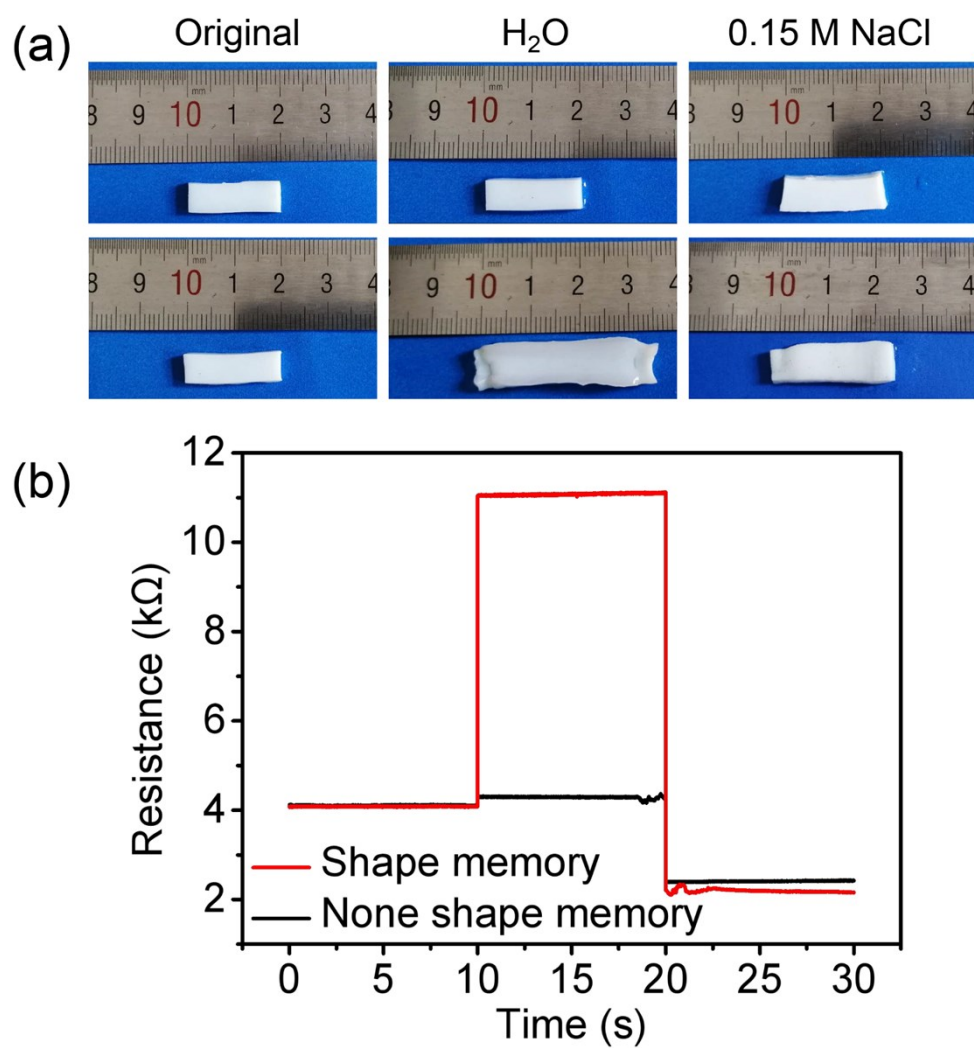 (a)
Original H₂O 0.15 M NaCl
mm mm mm
8 9 10 1 2 3 4 9 10 1 2 3 8 9 10 1 2 3 4
mm mm mm
8 9 10 1 2 3 4 9 10 1 2 3 8 9 10 1 2 3 4
(b)
12
10
8
6
4
2
Resistance (kΩ)
Shape memory
None shape memory
0 5 10 15 20 25 30
Time (s)